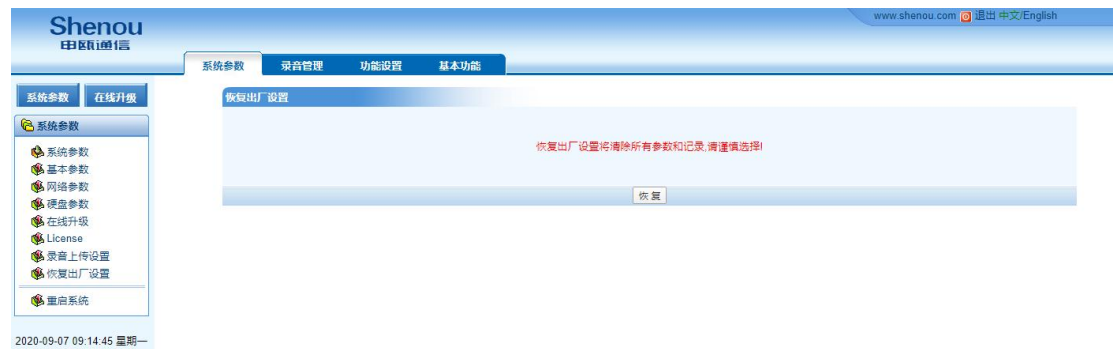 Shenou
申瓯通信
www.shenou.com 退出 中文/English
系统参数 录音管理 功能设置 基本功能
系统参数 在线升级
系统参数
系统参数
基本参数
网络参数
硬盘参数
在线升级
License
录音上传设置
恢复出厂设置
重启系统
2020-09-07 09:14:45 星期一
恢复出厂设置
恢复出厂设置将清除所有参数和记录,请谨慎选择!
恢复